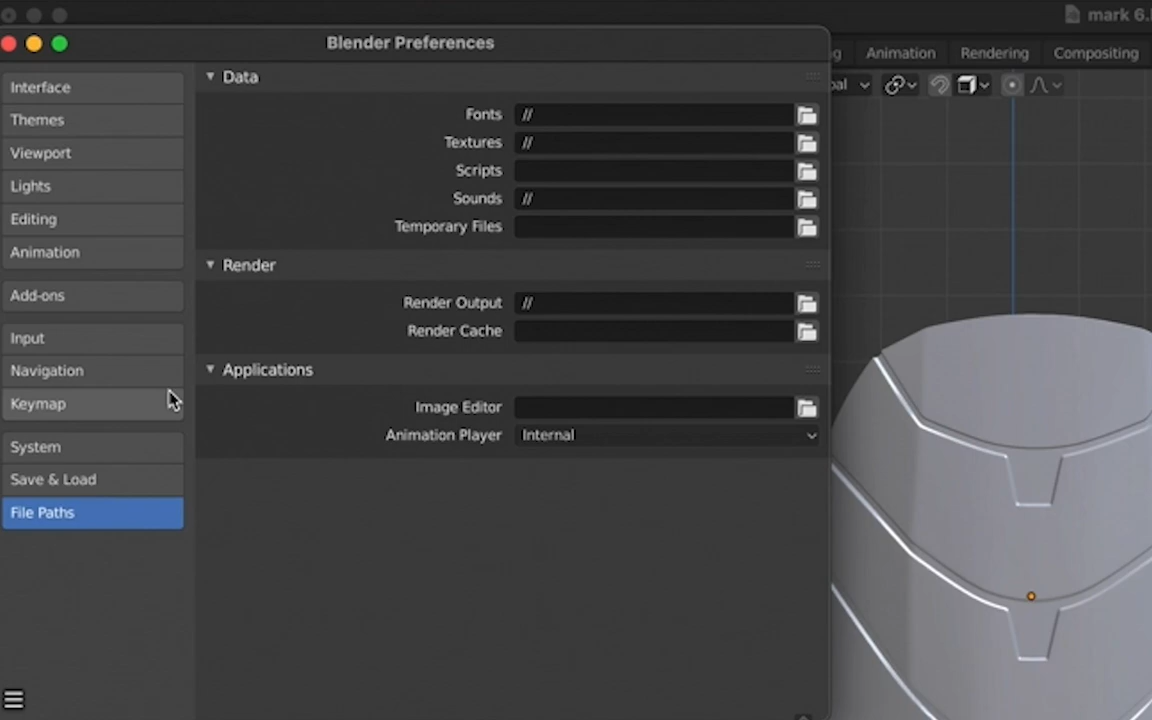 mark 6.
Blender Preferences
Animation
Rendering
Compositing
Interface
Themes
Viewport
Lights
Editing
Animation
Add-ons
Input
Navigation
Keymap
System
Save & Load
File Paths
Data
Fonts //
Textures //
Scripts
Sounds //
Temporary Files
Render
Render Output //
Render Cache
Applications
Image Editor
Animation Player Internal